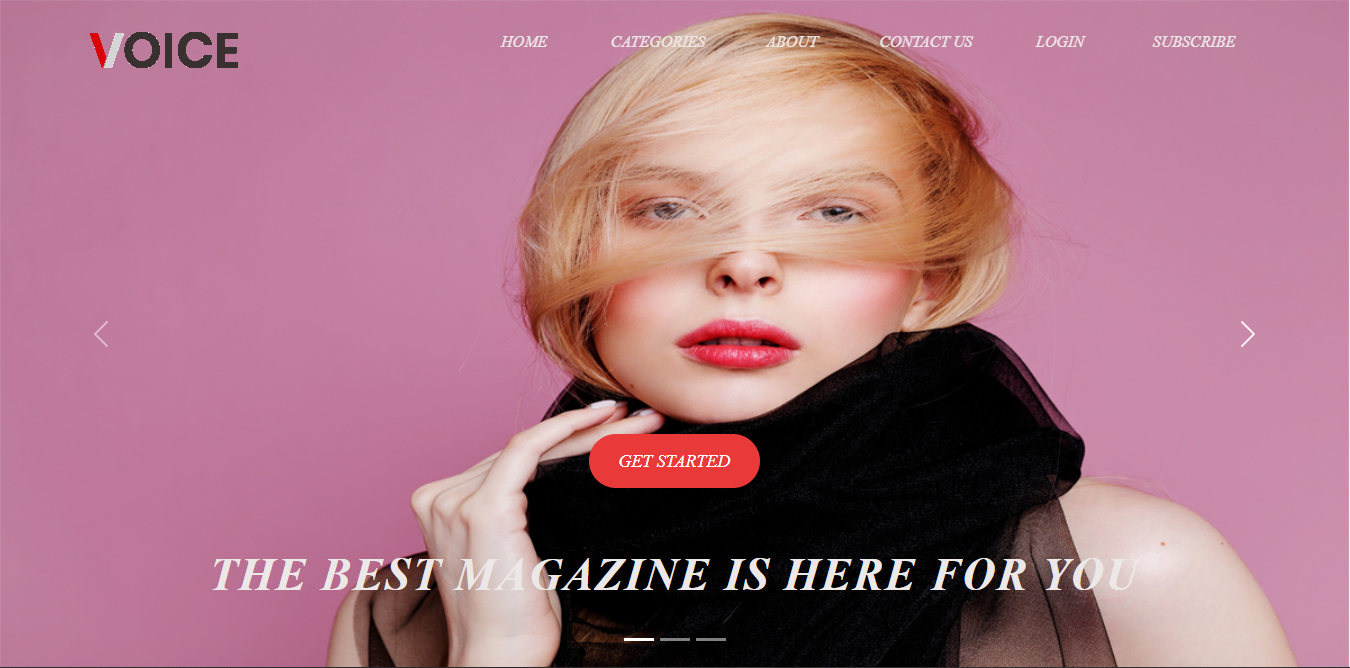 VOICE
HOME CATEGORIES ABOUT CONTACT US LOGIN SUBSCRIBE
GET STARTED
THE BEST MAGAZINE IS HERE FOR YOU